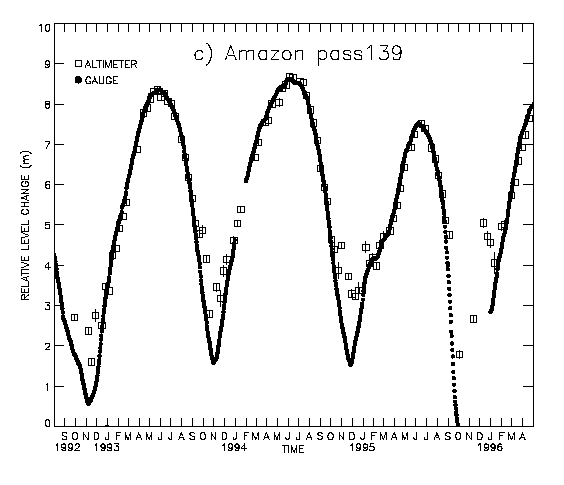 10
9
8
7
6
5
4
3
2
1
0
RELATIVE LEVEL CHANGE (m)
c) Amazon pass139
ALTIMETER
GAUGE
S O N D J F M A M J J A S O N D J F M A M J J A S O N D J F M A M J J A S O N D J F M A
1992 1993 1994 1995 1996
TIME